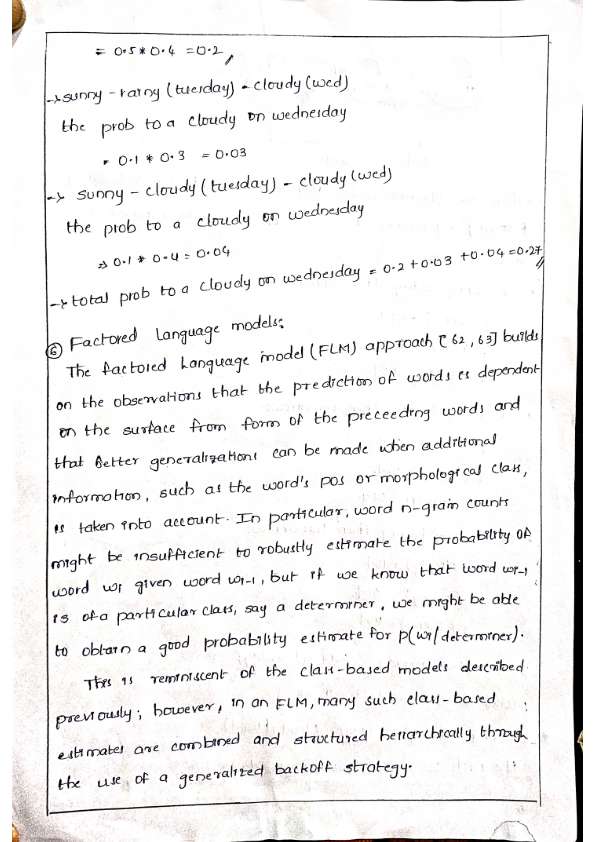 = 0.5 * 0.4 = 0.2
→ sunny - rainy (tuesday) - cloudy (wed)
the prob to a cloudy on wednesday
= 0.1 * 0.3 = 0.03
→ sunny - cloudy (tuesday) - cloudy (wed)
the prob to a cloudy on wednesday
⇒ 0.1 * 0.4 = 0.04
→ total prob to a cloudy on wednesday = 0.2 + 0.03 + 0.04 = 0.27
⑥ Factored Language models:
The factored Language model (FLM) approach [62, 63] builds
on the observations that the prediction of words is dependent
on the surface from form of the preceeding words and
that Better generalizations can be made when additional
information, such as the word's pos or morphological class,
is taken into account. In particular, word n-gram counts
might be insufficient to robustly estimate the probability of
word wi given word wi-1, but if we know that word wi-1
is of a particular class, say a determiner, we might be able
to obtain a good probability estimate for p(wi/determiner).
This is reminiscent of the class-based models described
previously; however, in an FLM, many such class-based
estimates are combined and structured heirarchically through
the use of a generalized backoff strategy.